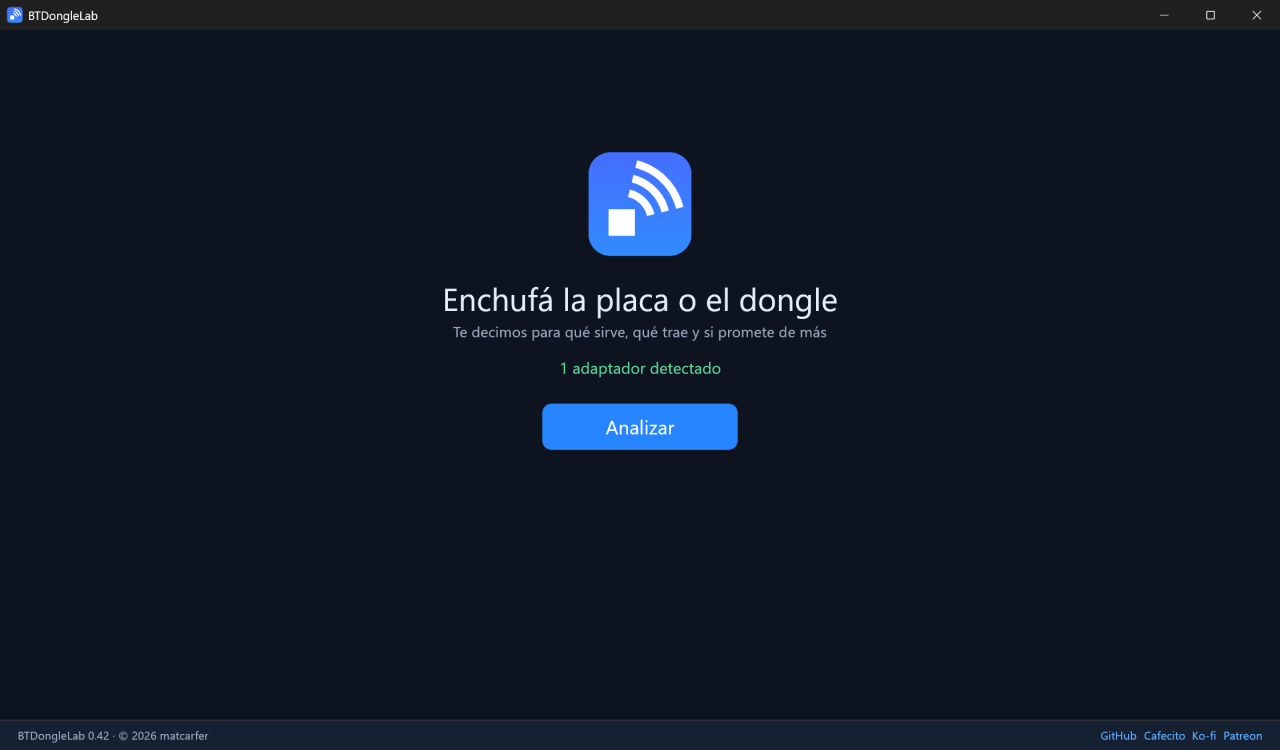 BTDongleLab
Enchufá la placa o el dongle
Te decimos para qué sirve, qué trae y si promete de más
1 adaptador detectado
Analizar
BTDongleLab 0.42 · © 2026 matcarfer
GitHub Cafecito Ko-fi Patreon